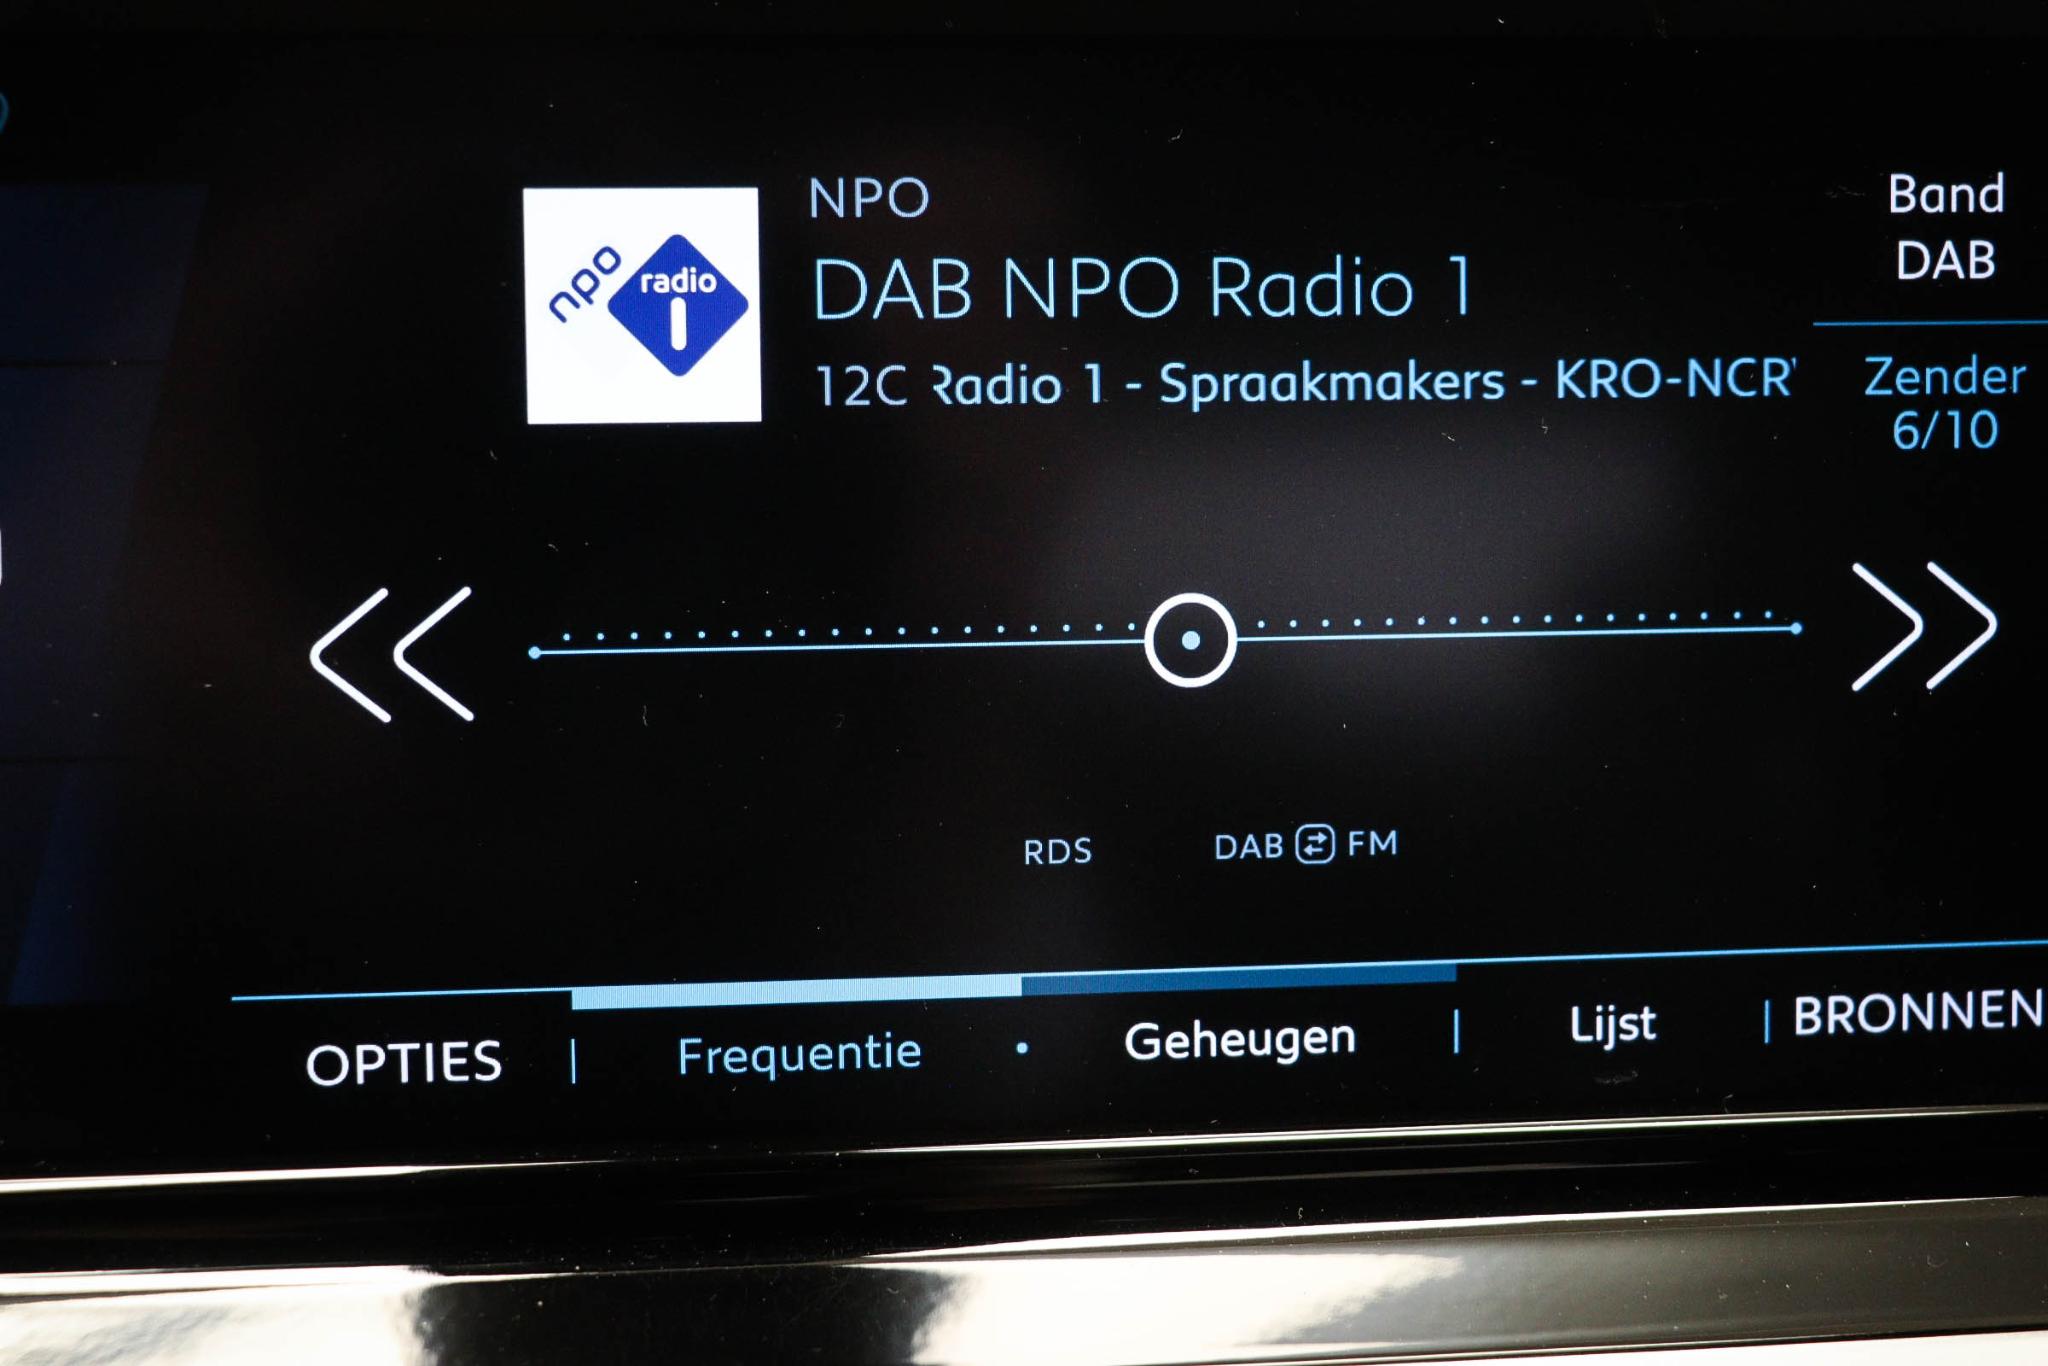 npo
radio
1
NPO
DAB NPO Radio 1
12C Radio 1 - Spraakmakers - KRO-NCR
Band
DAB
Zender
6/10
RDS
DAB FM
OPTIES
Frequentie
Geheugen
Lijst
BRONNEN